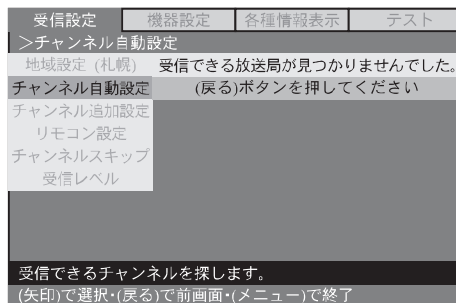 受信設定 機器設定 各種情報表示 テスト
＞チャンネル自動設定
地域設定 (札幌) 受信できる放送局が見つかりませんでした。
チャンネル自動設定 (戻る)ボタンを押してください
チャンネル追加設定
リモコン設定
チャンネルスキップ
受信レベル
受信できるチャンネルを探します。
(矢印)で選択・(戻る)で前画面・(メニュー)で終了